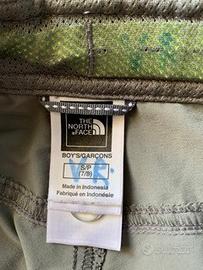 THE
NORTH
FACE
BOY'S/GARÇONS
S/P
(7/8)
Made in Indonesia
Fabriqué en Indonésie